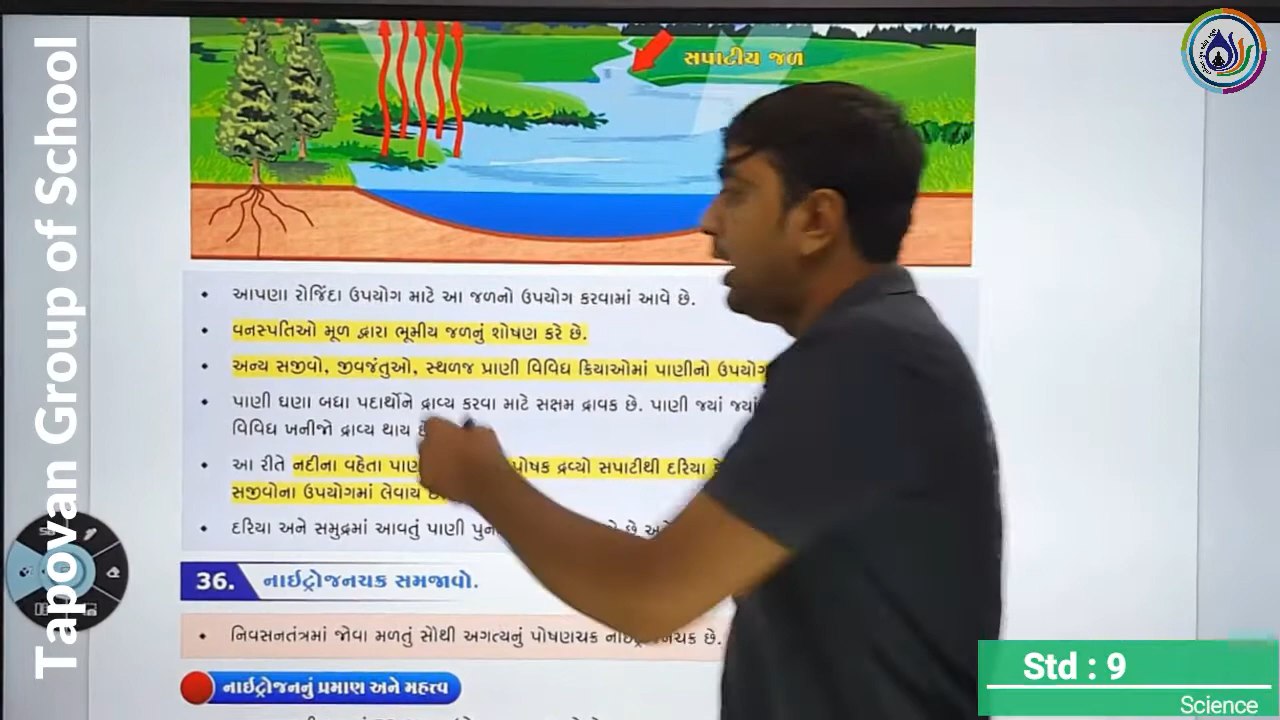 Tapovan Group of School
સપાટીય જળ
• આપણા રોજિંદા ઉપયોગ માટે આ જળનો ઉપયોગ કરવામાં આવે છે.
• વનસ્પતિઓ મૂળ દ્વારા ભૂમીય જળનું શોષણ કરે છે.
• અન્ય સજીવો, જીવજંતુઓ, સ્થળજ પ્રાણી વિવિધ ક્રિયાઓમાં પાણીનો ઉપયોગ
• પાણી ઘણા બધા પદાર્થોને દ્રાવ્ય કરવા માટે સક્ષમ દ્રાવક છે. પાણી જ્યાં
વિવિધ ખનીજો દ્રાવ્ય થાય
• આ રીતે નદીના વહેતા પોષક દ્રવ્યો સપાટીથી દરિયા
સજીવોના ઉપયોગમાં લેવાય
• દરિયા અને સમુદ્રમાં આવતું પાણી છે
36. નાઇટ્રોજનચક્ર સમજાવો.
• નિવસનતંત્રમાં જોવા મળતું સૌથી અગત્યનું પોષણચક્ર છે.
નાઈટ્રોજનનું પ્રમાણ અને મહત્ત્વ
Std : 9
Science